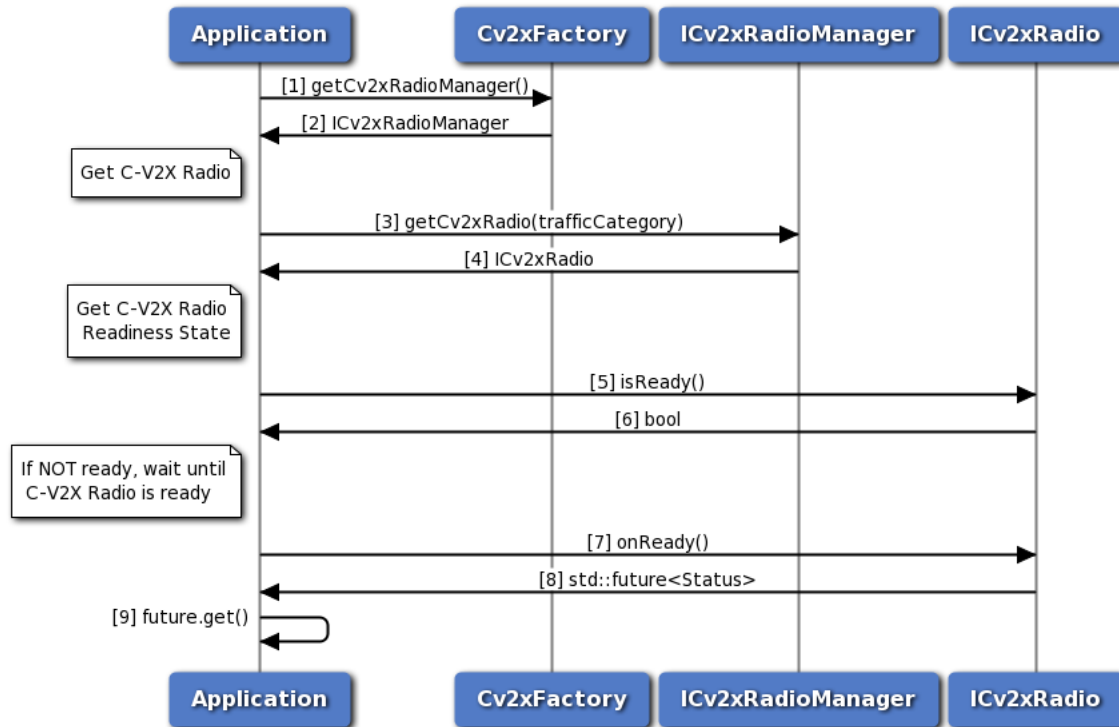 Application Cv2xFactory ICv2xRadioManager ICv2xRadio
[1] getCv2xRadioManager()
[2] ICv2xRadioManager
Get C-V2X Radio
[3] getCv2xRadio(trafficCategory)
[4] ICv2xRadio
Get C-V2X Radio
Readiness State
[5] isReady()
[6] bool
If NOT ready, wait until
C-V2X Radio is ready
[7] onReady()
[8] std::future<Status>
[9] future.get()
Application Cv2xFactory ICv2xRadioManager ICv2xRadio